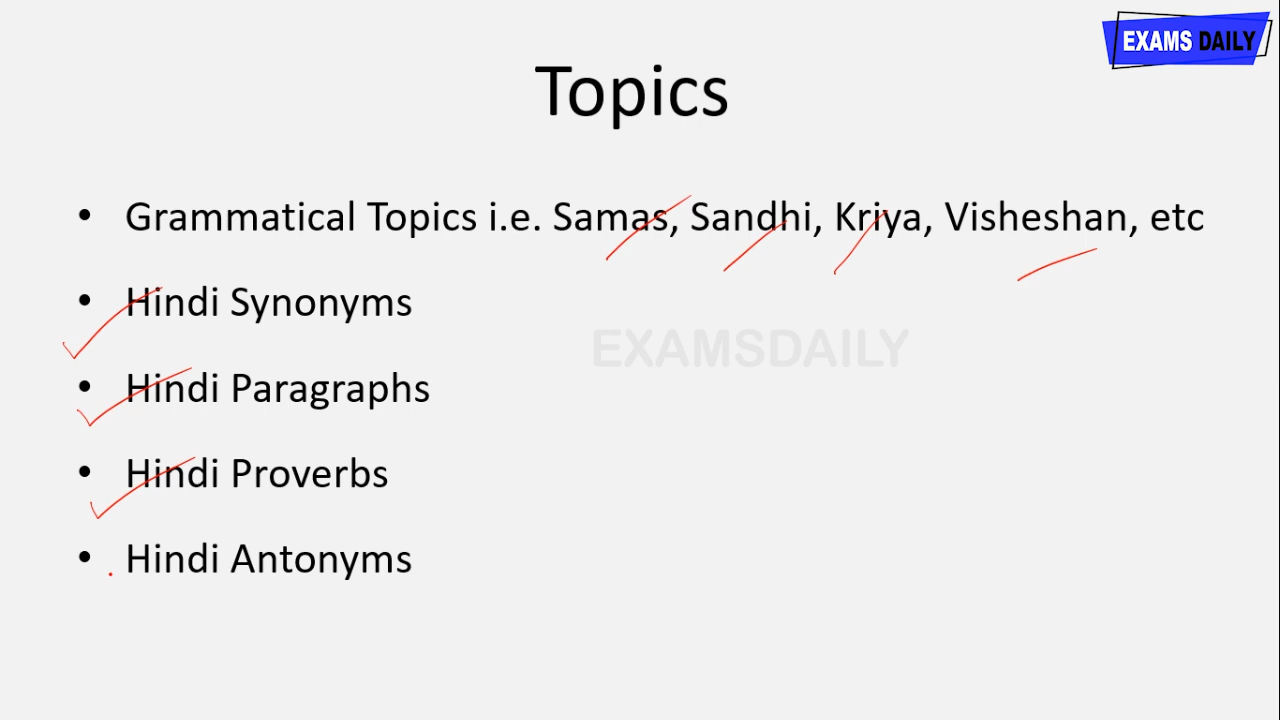 EXAMS DAILY
Topics
• Grammatical Topics i.e. Samas, Sandhi, Kriya, Visheshan, etc
• Hindi Synonyms
EXAMSDAILY
• Hindi Paragraphs
• Hindi Proverbs
• Hindi Antonyms